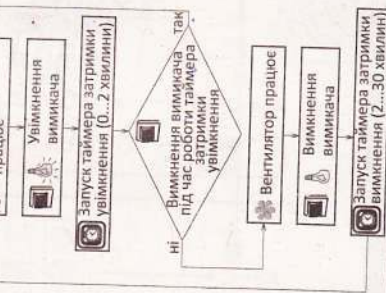 працює
Увімкнення
вимикача
Запуск таймера затримки
увімкнення (0...2 хвилини)
Вимкнення вимикача
під час роботи таймера
затримки
увімкнення
так
ні
Вентилятор працює
Вимкнення
вимикача
Запуск таймера затримки
вимкнення (2...30 хвилин)